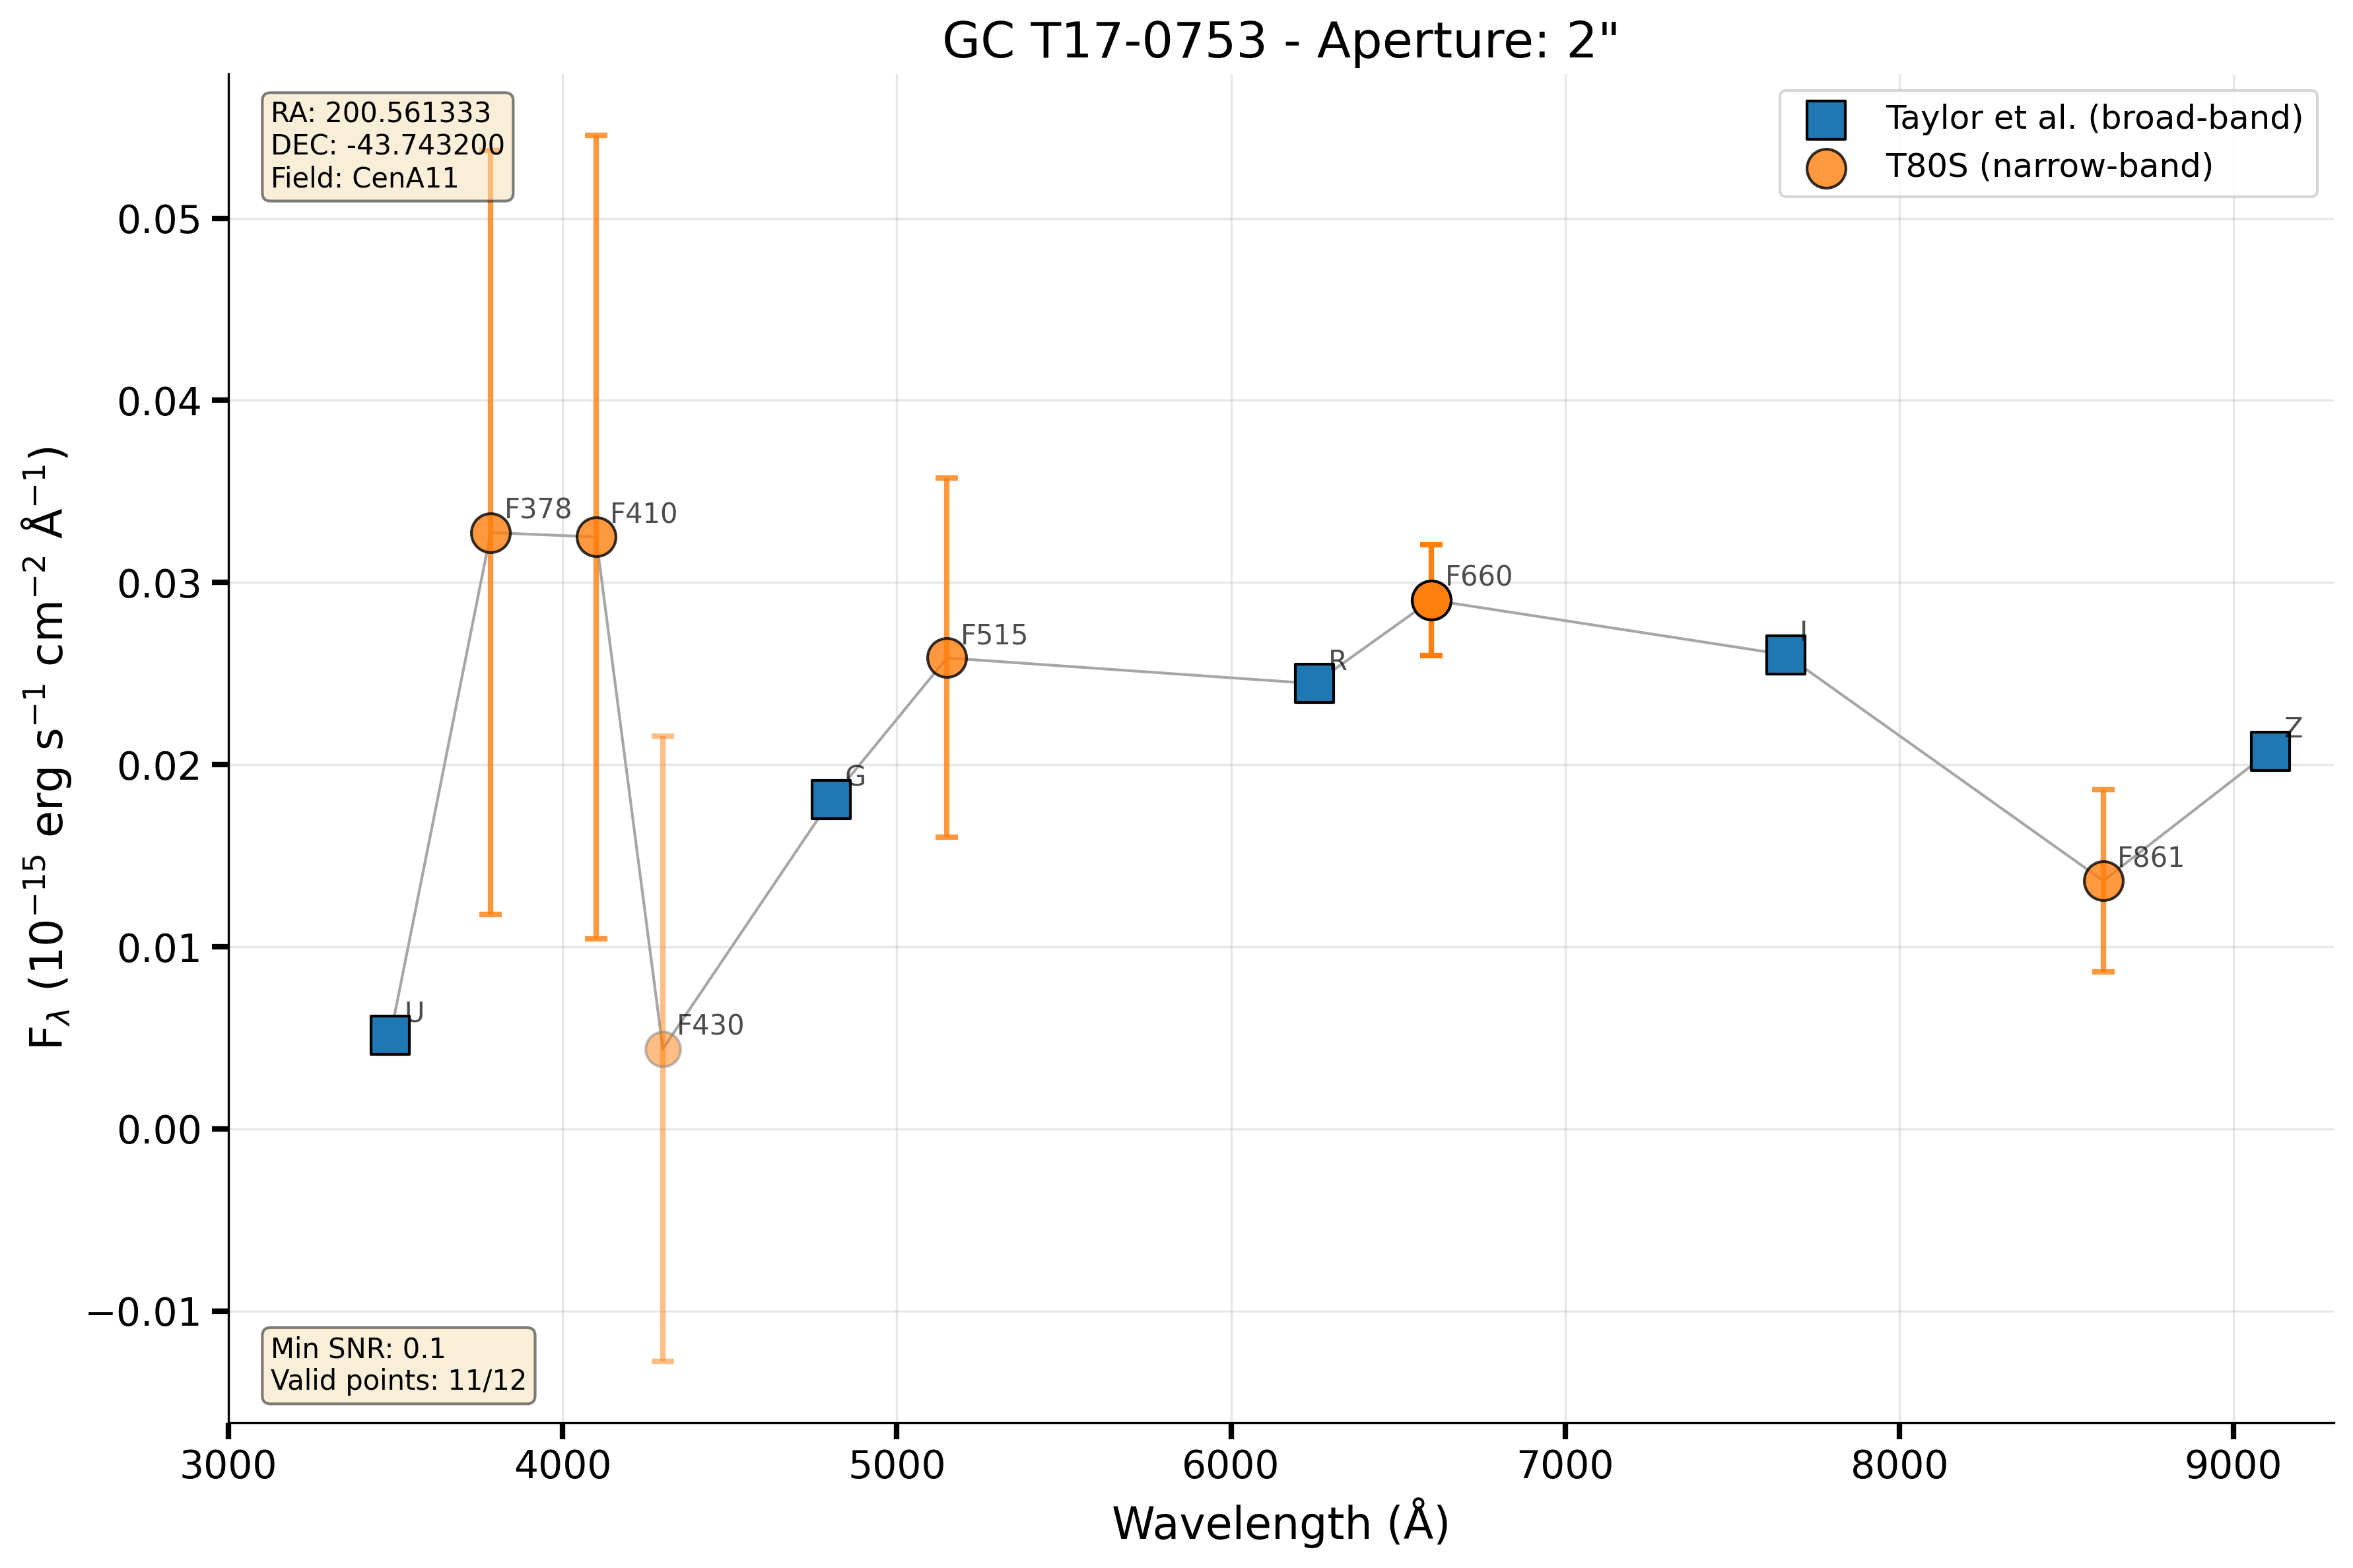 GC T17-0753 - Aperture: 2"
RA: 200.561333
DEC: -43.743200
Field: CenA11
Taylor et al. (broad-band)
T80S (narrow-band)
F_λ (10⁻¹⁵ erg s⁻¹ cm⁻² Å⁻¹)
0.05
0.04
0.03
0.02
0.01
0.00
−0.01
U
F378
F410
F430
G
F515
R
F660
I
F861
Z
Min SNR: 0.1
Valid points: 11/12
3000 4000 5000 6000 7000 8000 9000
Wavelength (Å)